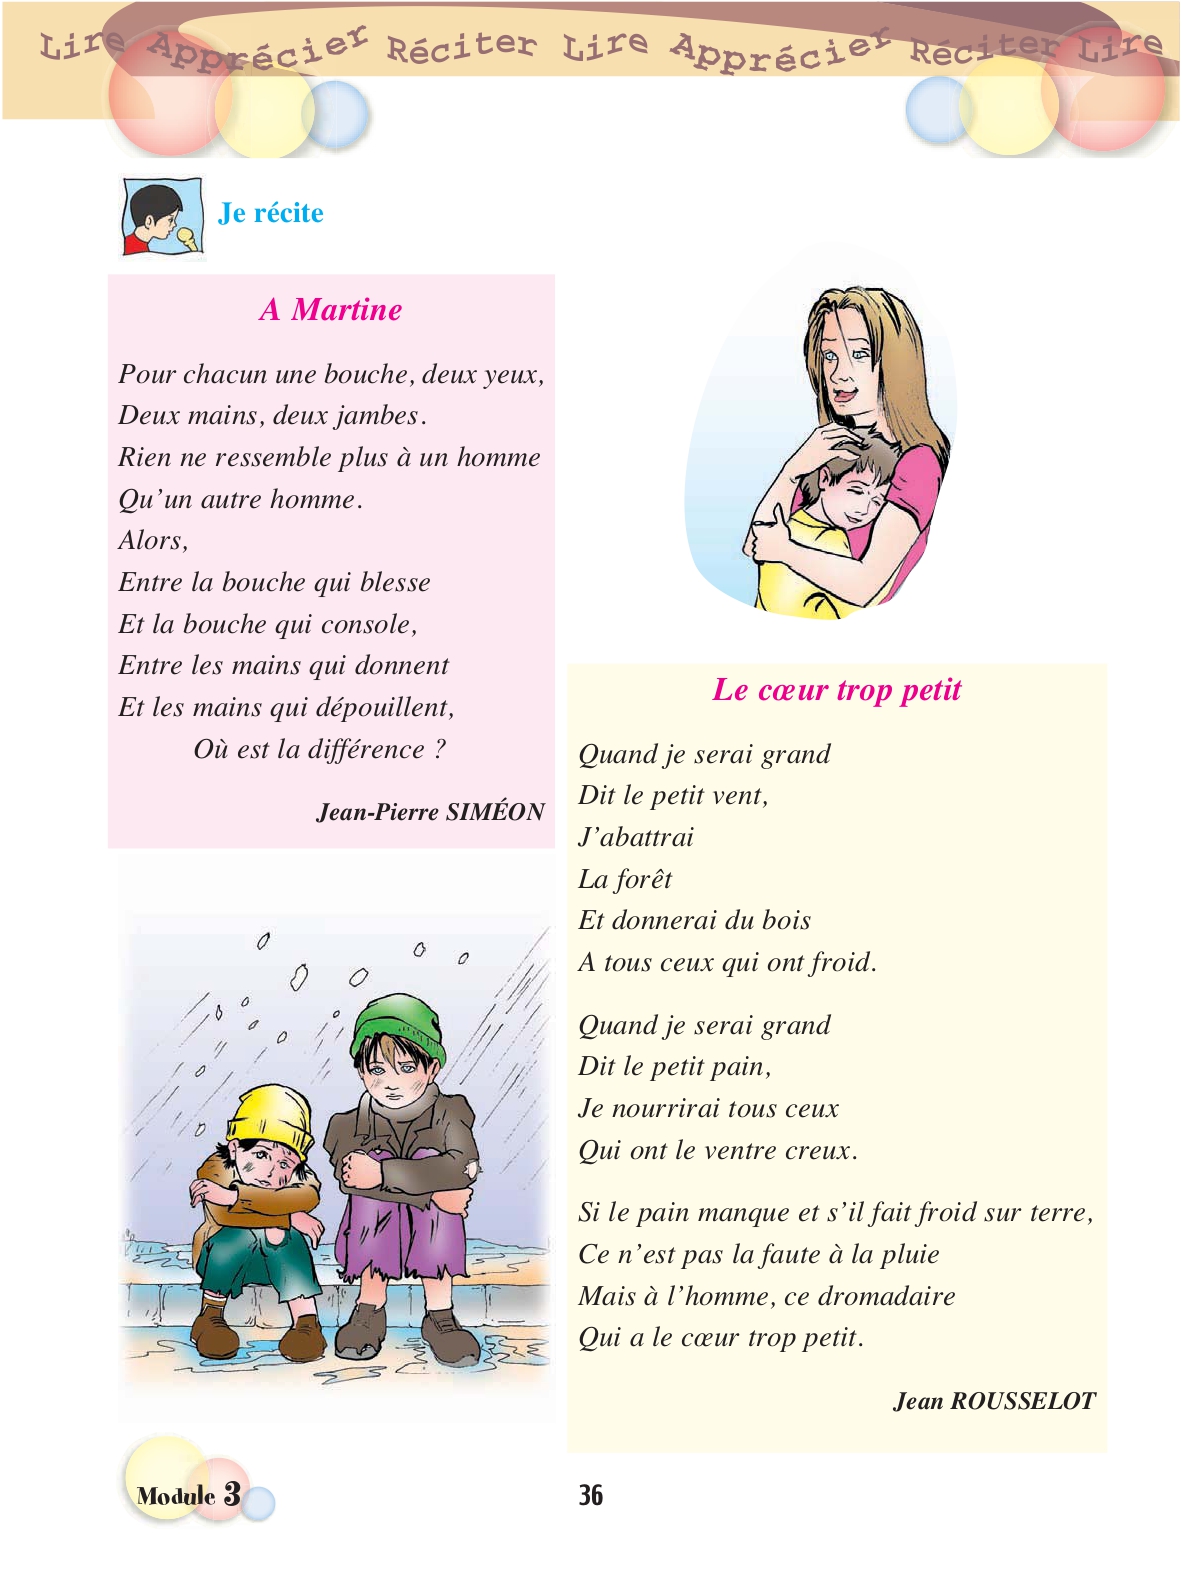 Lire Apprécier Réciter Lire Apprécier Réciter Lire
Je récite
A Martine
Pour chacun une bouche, deux yeux,
Deux mains, deux jambes.
Rien ne ressemble plus à un homme
Qu'un autre homme.
Alors,
Entre la bouche qui blesse
Et la bouche qui console,
Entre les mains qui donnent
Et les mains qui dépouillent,
Où est la différence ?
Jean-Pierre SIMÉON
Le cœur trop petit
Quand je serai grand
Dit le petit vent,
J'abattrai
La forêt
Et donnerai du bois
A tous ceux qui ont froid.
Quand je serai grand
Dit le petit pain,
Je nourrirai tous ceux
Qui ont le ventre creux.
Si le pain manque et s'il fait froid sur terre,
Ce n'est pas la faute à la pluie
Mais à l'homme, ce dromadaire
Qui a le cœur trop petit.
Jean ROUSSELOT
Module 3
36